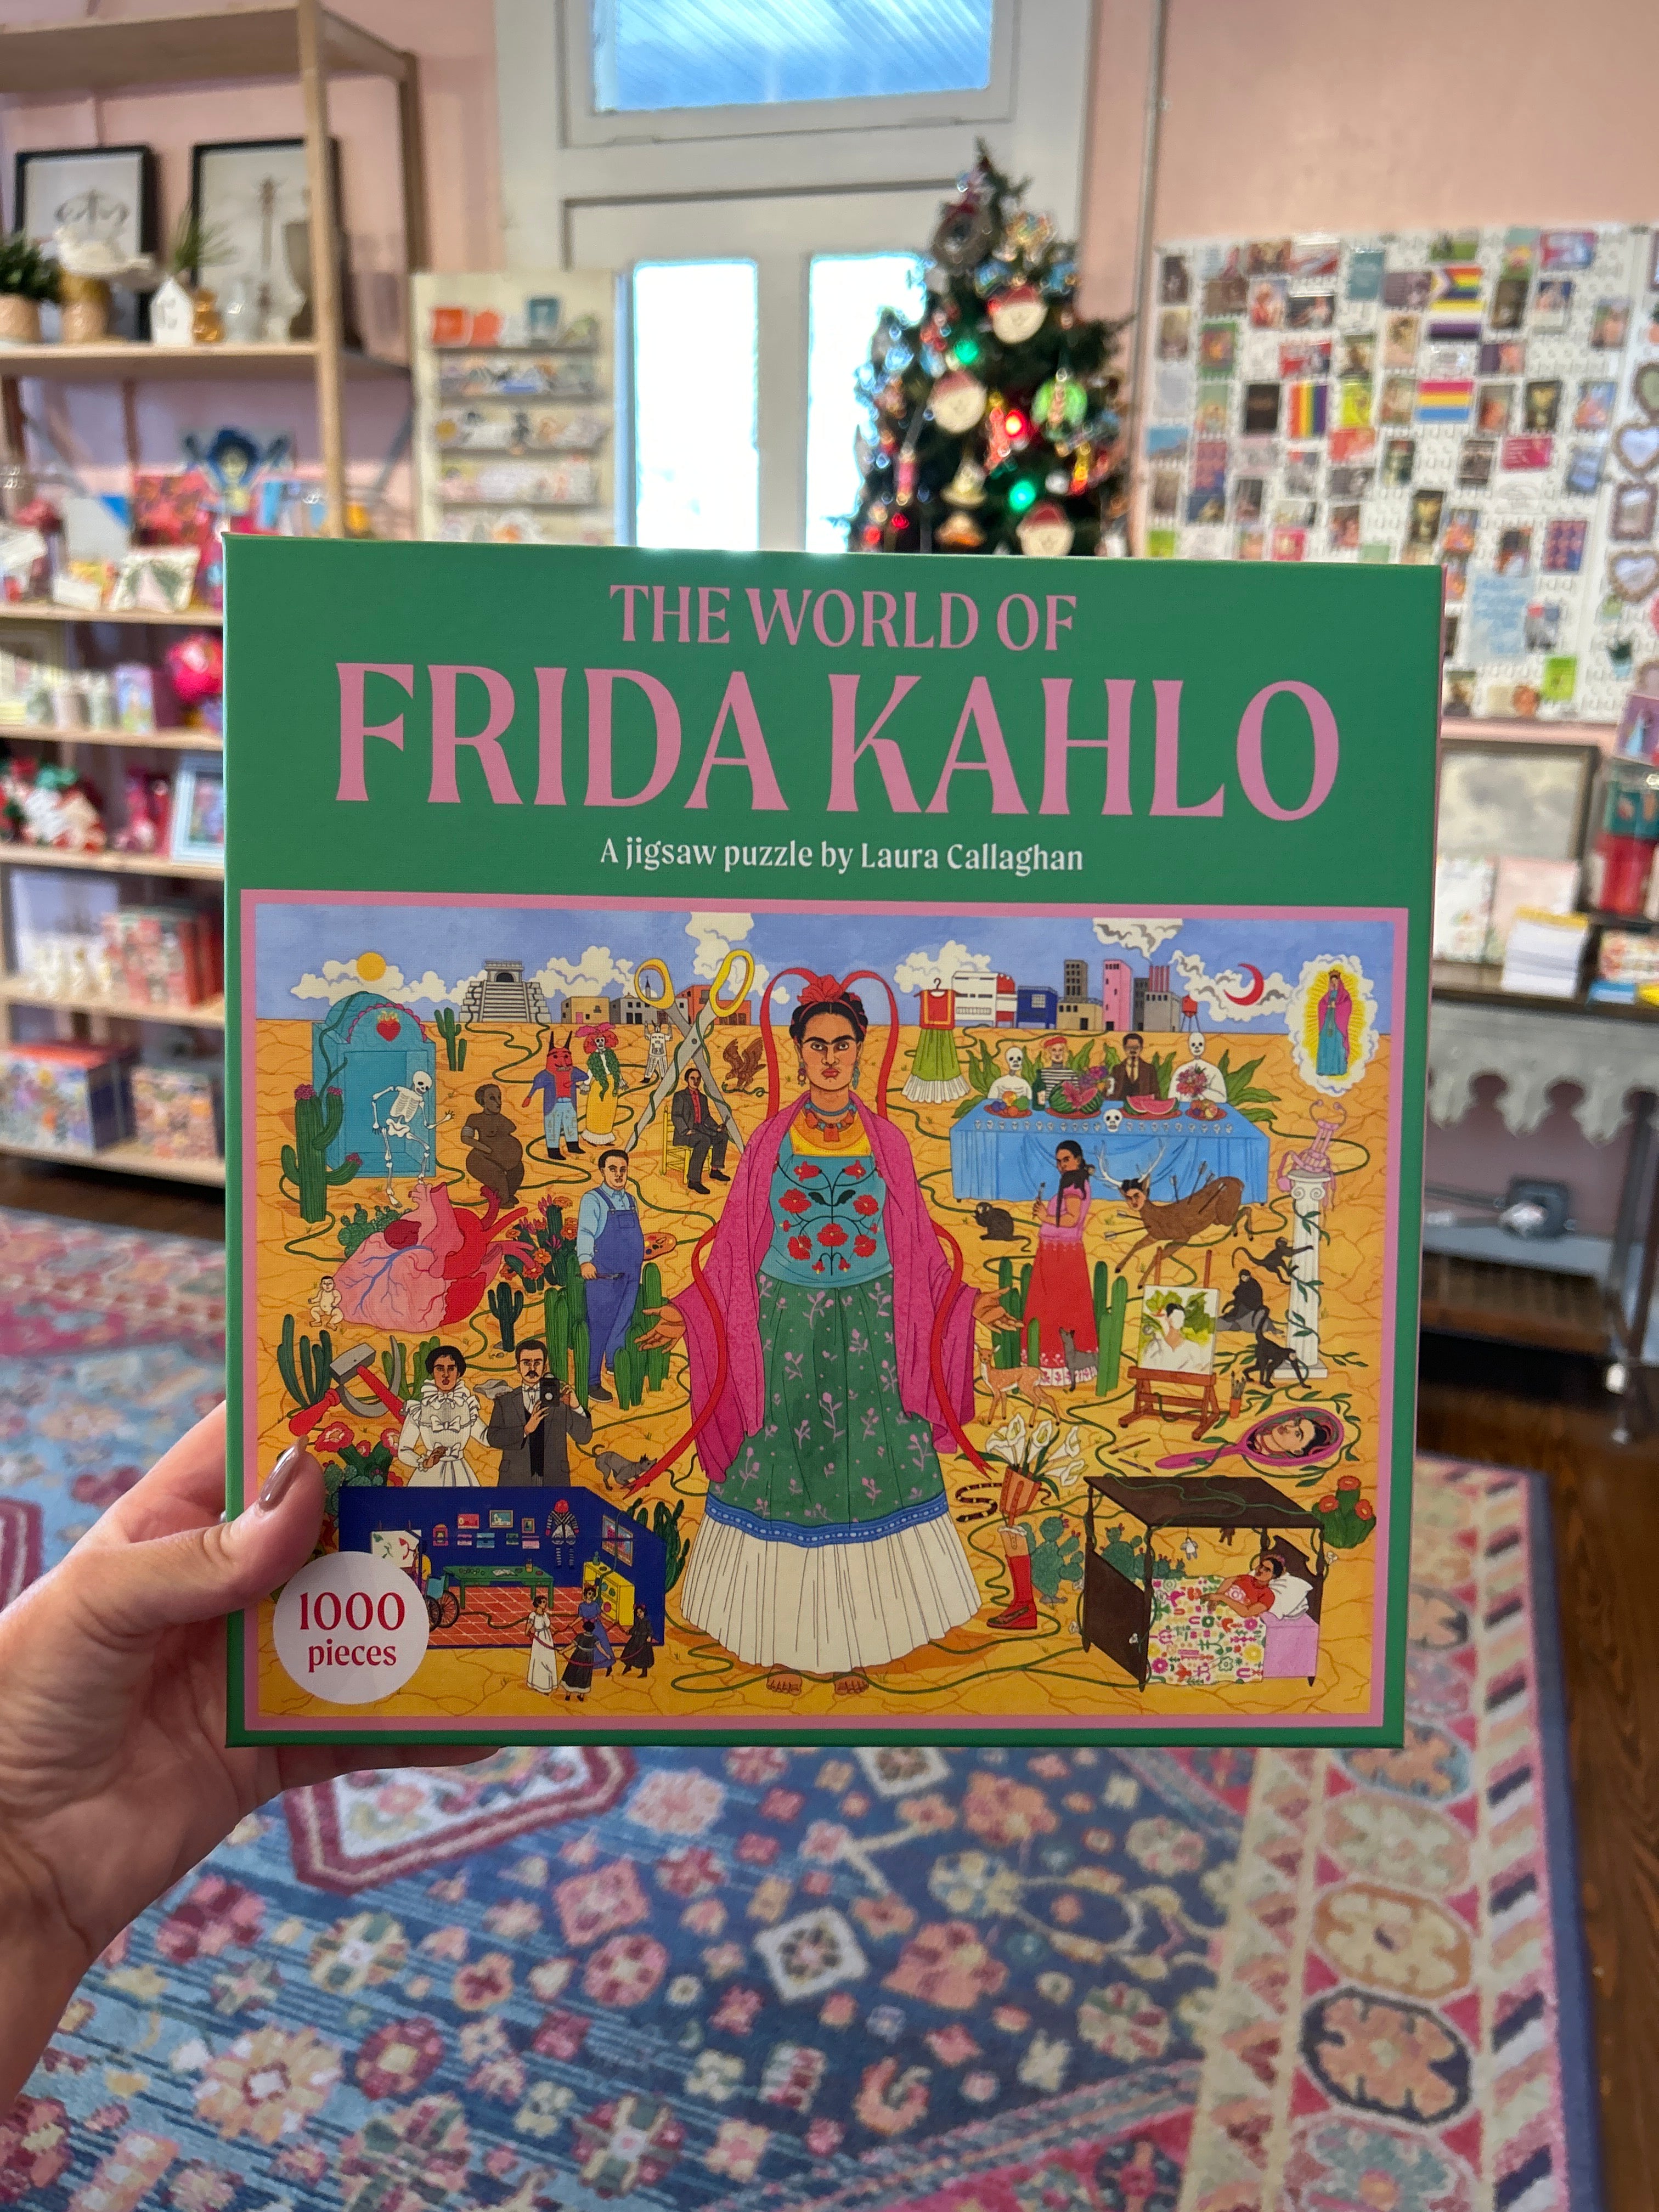 THE WORLD OF
FRIDA KAHLO
A jigsaw puzzle by Laura Callaghan
1000
pieces